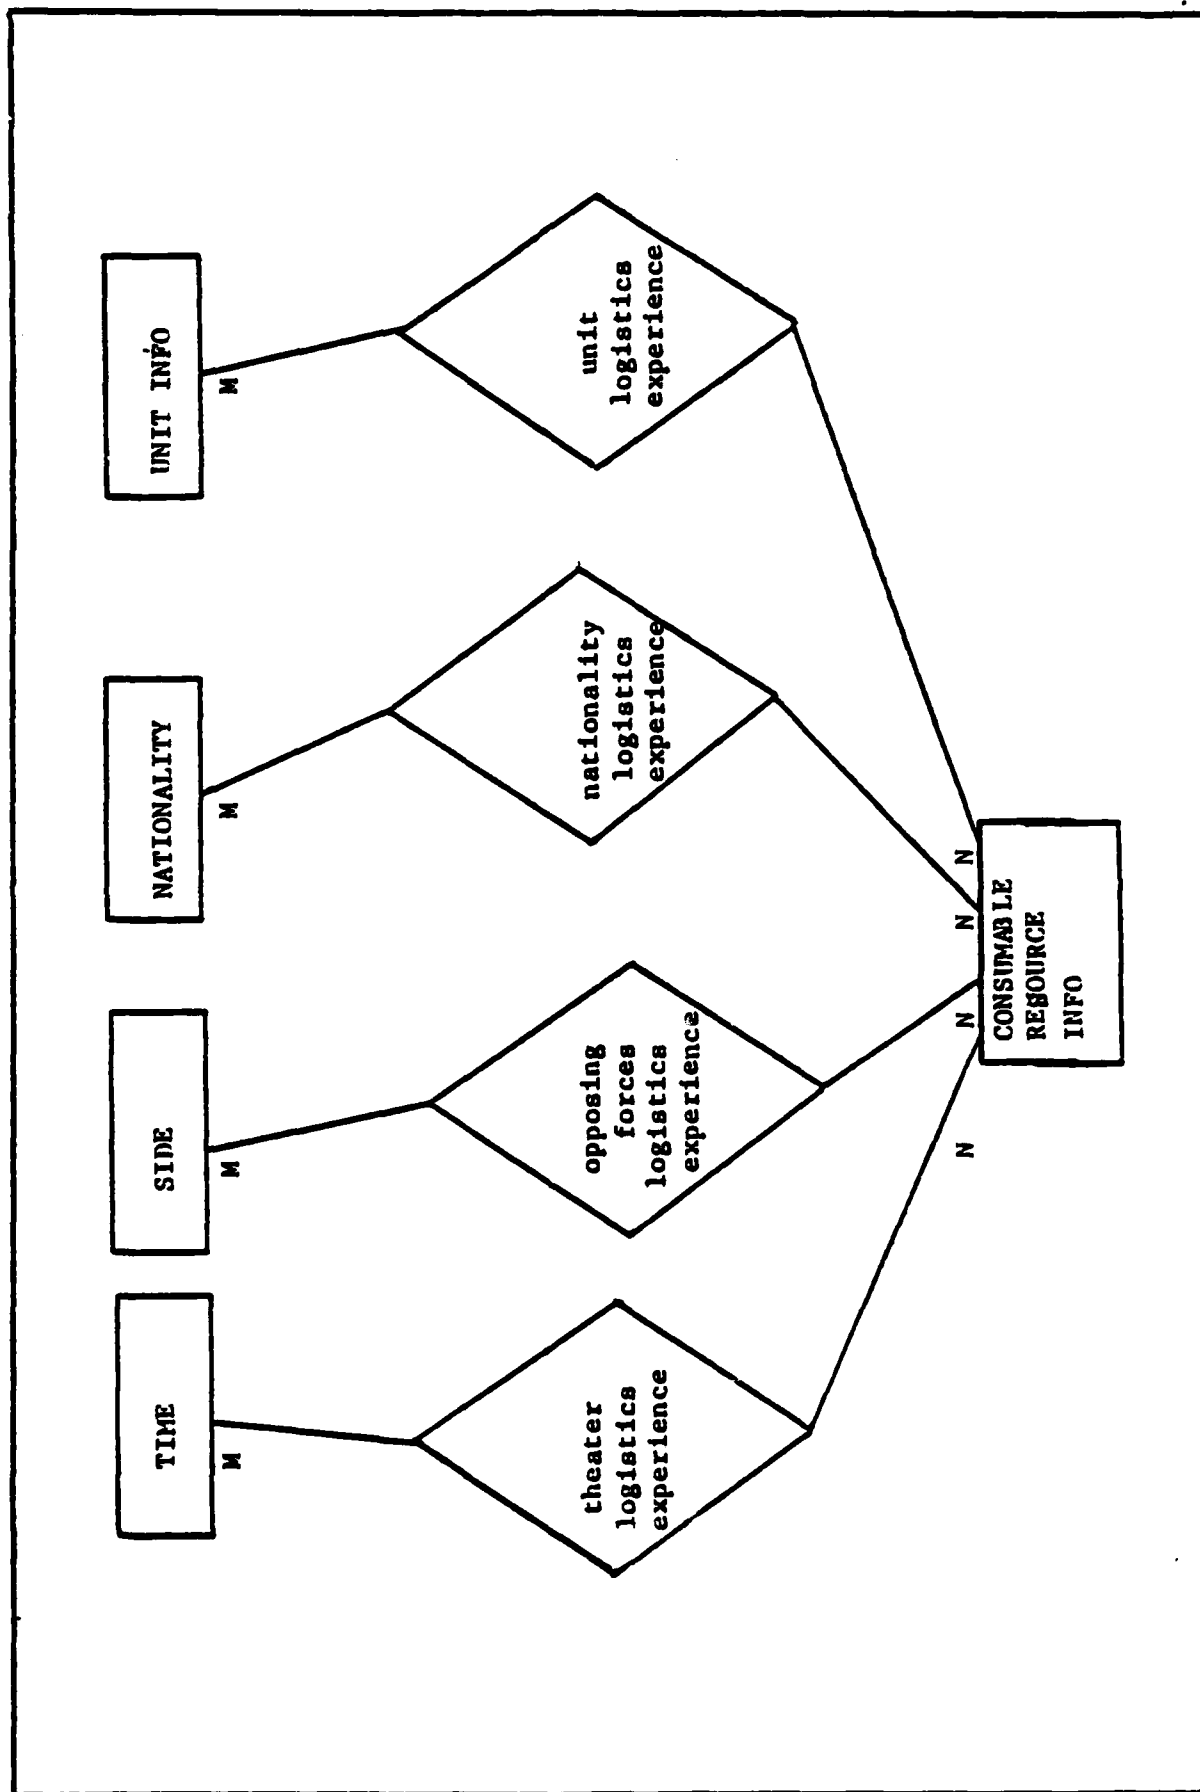 TIME
SIDE
NATIONALITY
UNIT INFO
M
M
M
M
theater
logistics
experience
opposing
forces
logistics
experience
nationality
logistics
experience
unit
logistics
experience
N
N
N
N
CONSUMABLE
RESOURCE
INFO